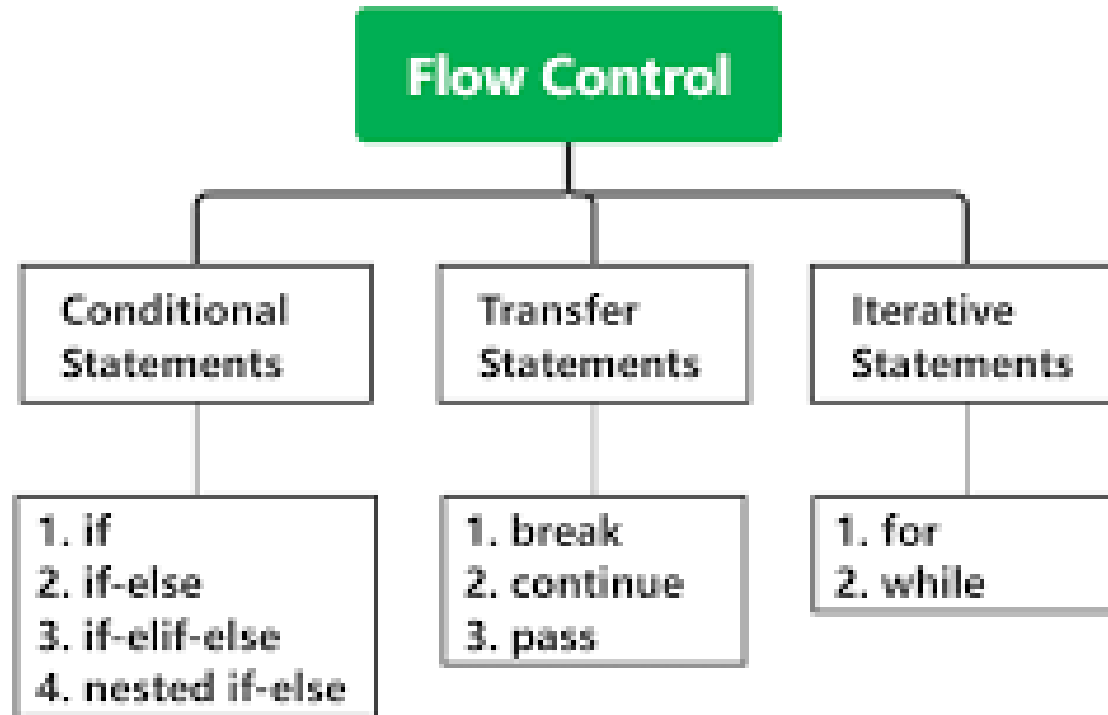 Flow Control
Conditional
Statements
Transfer
Statements
Iterative
Statements
1. if
2. if-else
3. if-elif-else
4. nested if-else
1. break
2. continue
3. pass
1. for
2. while